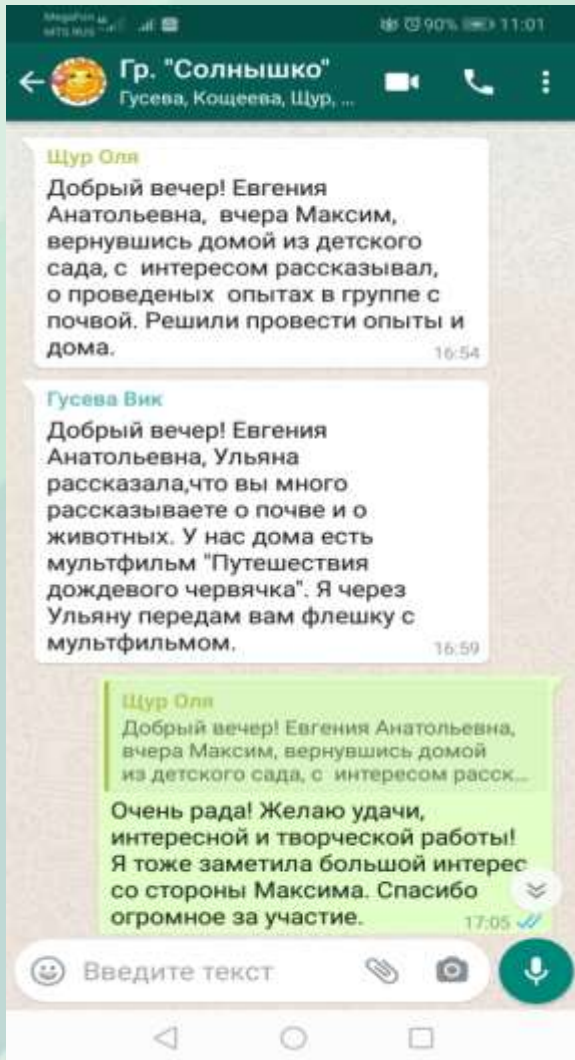 MegaFon
MTS RUS
90% 11:01
Гр. "Солнышко"
Гусева, Кощеева, Щур, ...
Щур Оля
Добрый вечер! Евгения
Анатольевна, вчера Максим,
вернувшись домой из детского
сада, с интересом рассказывал,
о проведеных опытах в группе с
почвой. Решили провести опыты и
дома.
16:54
Гусева Вик
Добрый вечер! Евгения
Анатольевна, Ульяна
рассказала,что вы много
рассказываете о почве и о
животных. У нас дома есть
мультфильм "Путешествия
дождевого червячка". Я через
Ульяну передам вам флешку с
мультфильмом.
16:59
Щур Оля
Добрый вечер! Евгения Анатольевна,
вчера Максим, вернувшись домой
из детского сада, с интересом расск...
Очень рада! Желаю удачи,
интересной и творческой работы!
Я тоже заметила большой интерес
со стороны Максима. Спасибо
огромное за участие.
17:05
Введите текст